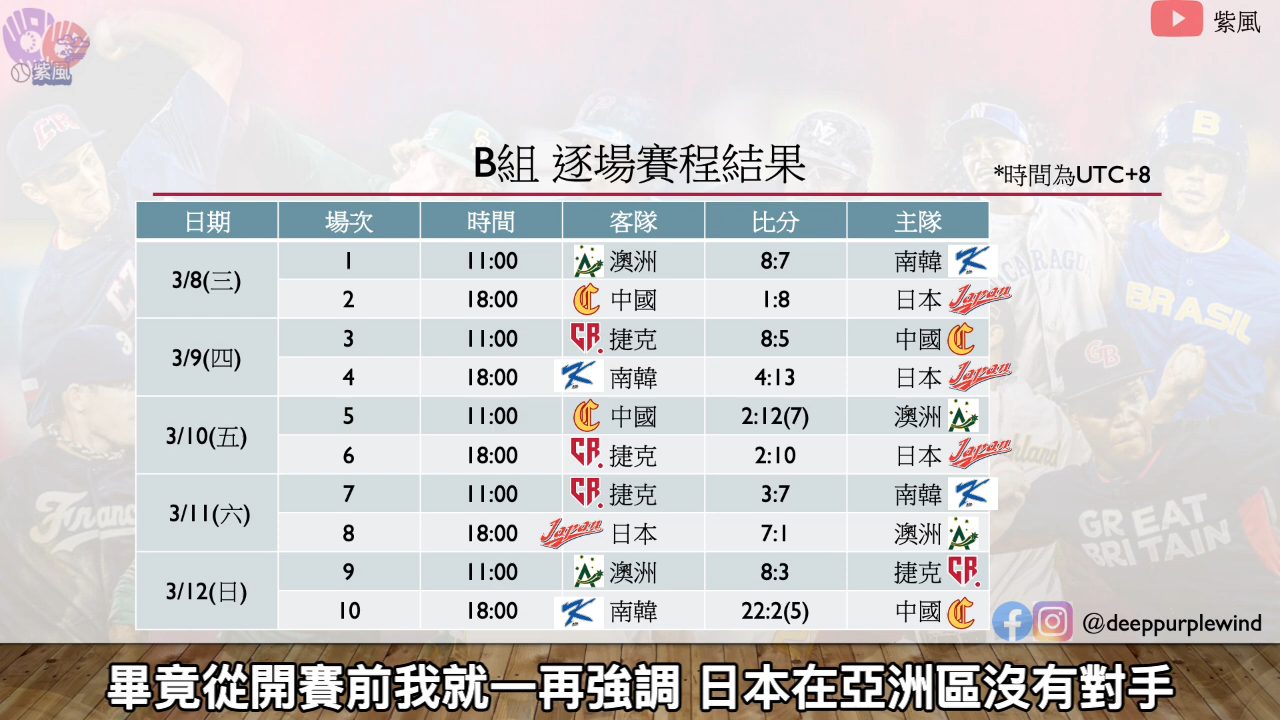 紫風
紫風
B組 逐場賽程結果
*時間為UTC+8
日期 場次 時間 客隊 比分 主隊
3/8(三) 1 11:00 澳洲 8:7 南韓
2 18:00 中國 1:8 日本 Japan
3/9(四) 3 11:00 捷克 8:5 中國
4 18:00 南韓 4:13 日本 Japan
3/10(五) 5 11:00 中國 2:12(7) 澳洲
6 18:00 捷克 2:10 日本 Japan
3/11(六) 7 11:00 捷克 3:7 南韓
8 18:00 Japan 日本 7:1 澳洲
3/12(日) 9 11:00 澳洲 8:3 捷克
10 18:00 南韓 22:2(5) 中國
BRASIL
GREAT
BRITAIN
@deeppurplewind
畢竟從開賽前我就一再強調 日本在亞洲區沒有對手